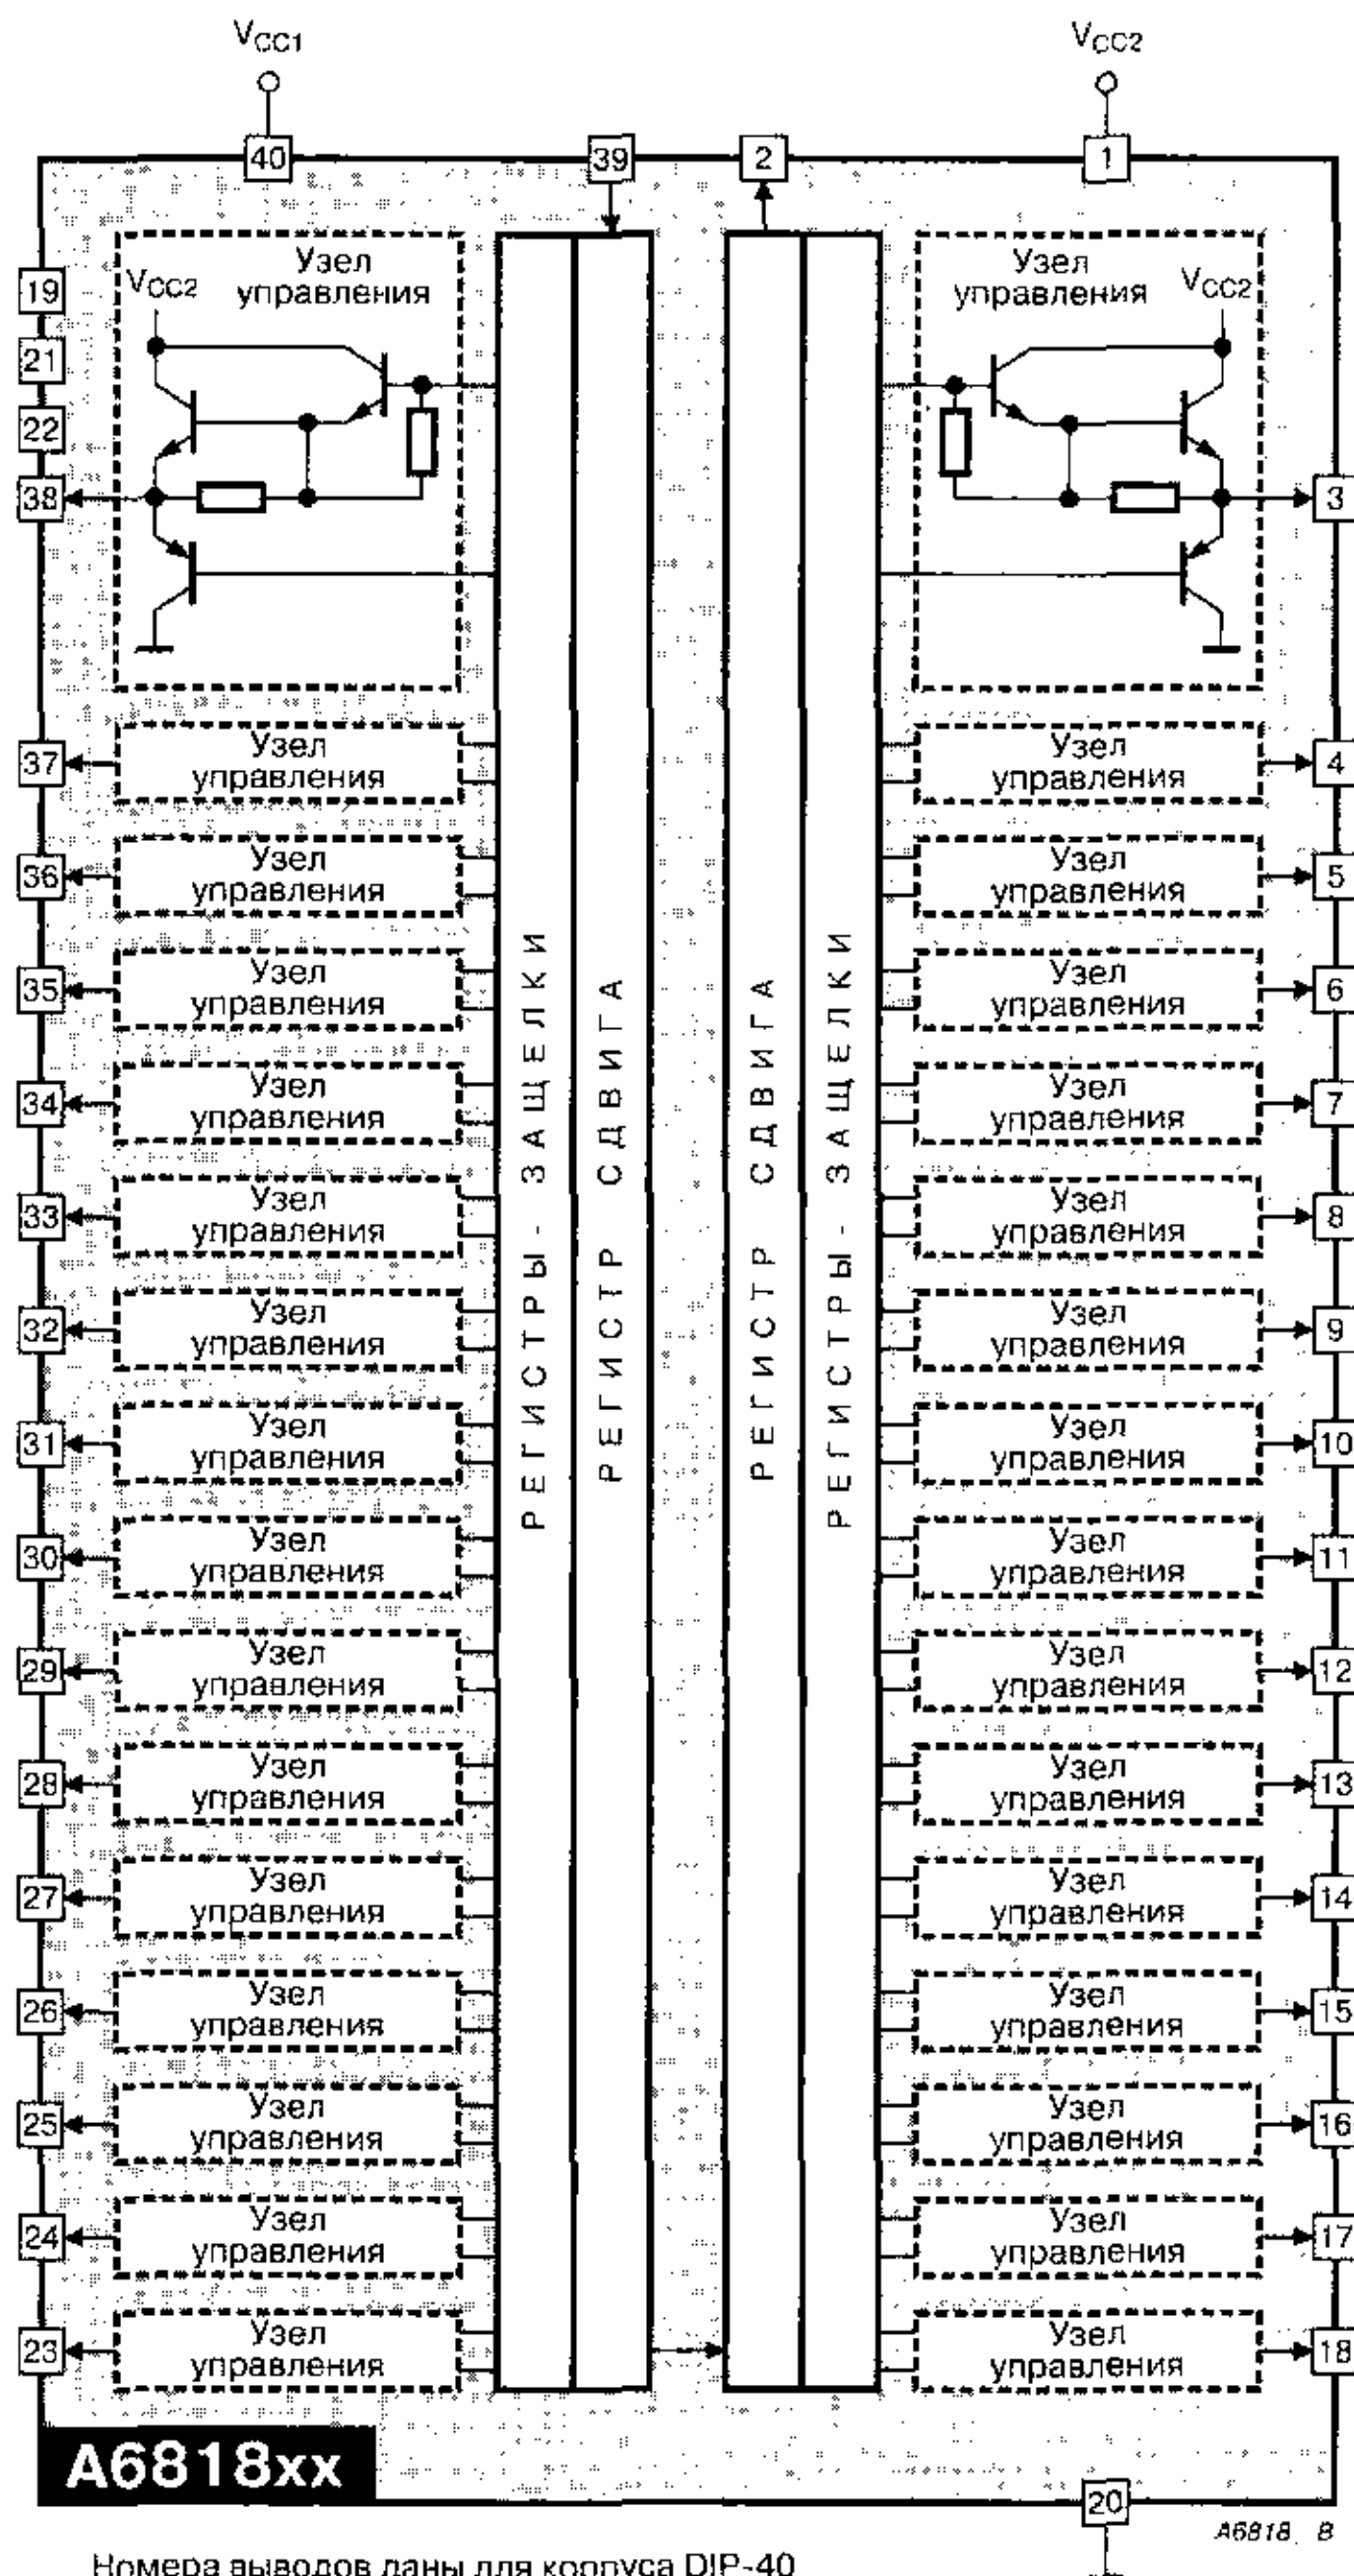 VCC1
VCC2
40
39
2
1
19
21
22
38
Узел
управления
VCC2
Узел
управления
VCC2
3
37
Узел
управления
Узел
управления
4
36
Узел
управления
Узел
управления
5
35
Узел
управления
Узел
управления
6
34
Узел
управления
Узел
управления
7
33
Узел
управления
Узел
управления
8
32
Узел
управления
Узел
управления
9
31
Узел
управления
Узел
управления
10
30
Узел
управления
Узел
управления
11
29
Узел
управления
Узел
управления
12
28
Узел
управления
Узел
управления
13
27
Узел
управления
Узел
управления
14
26
Узел
управления
Узел
управления
15
25
Узел
управления
Узел
управления
16
24
Узел
управления
Узел
управления
17
23
Узел
управления
Узел
управления
18
РЕГИСТРЫ-ЗАЩЕЛКИ
РЕГИСТР СДВИГА
РЕГИСТР СДВИГА
РЕГИСТРЫ-ЗАЩЕЛКИ
A6818xx
20
A6818_B
Номера выводов даны для корпуса DIP-40